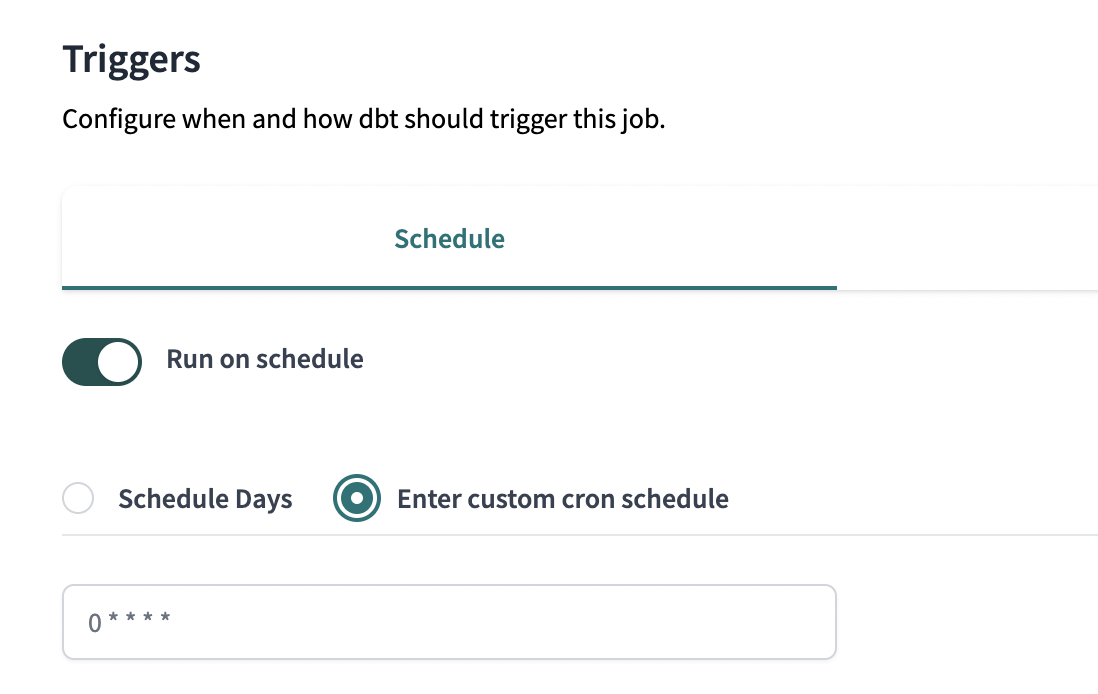 Triggers
Configure when and how dbt should trigger this job.
Schedule
Run on schedule
Schedule Days Enter custom cron schedule
0 * * * *